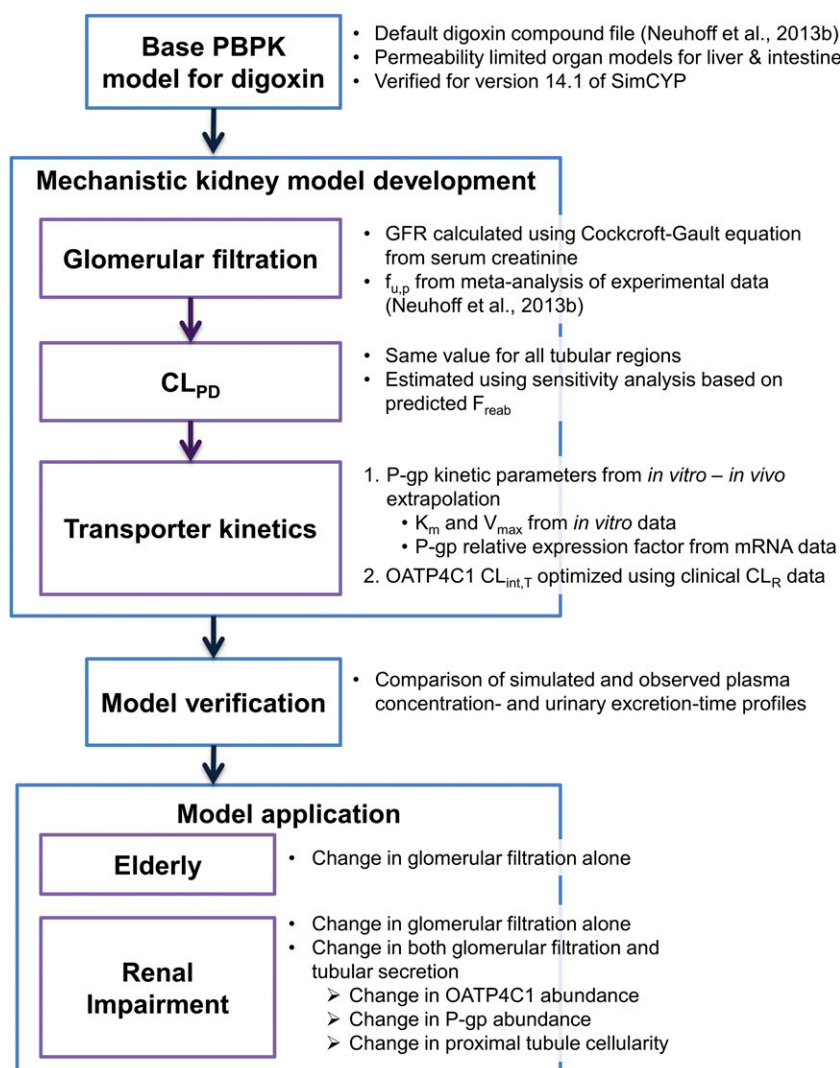 Base PBPK
model for digoxin
• Default digoxin compound file (Neuhoff et al., 2013b)
• Permeability limited organ models for liver & intestine
• Verified for version 14.1 of SimCYP
Mechanistic kidney model development
Glomerular filtration
• GFR calculated using Cockcroft-Gault equation
from serum creatinine
• fu,p from meta-analysis of experimental data
(Neuhoff et al., 2013b)
CLPD
• Same value for all tubular regions
• Estimated using sensitivity analysis based on
predicted Freab
Transporter kinetics
1. P-gp kinetic parameters from in vitro – in vivo
extrapolation
• Km and Vmax from in vitro data
• P-gp relative expression factor from mRNA data
2. OATP4C1 CLint,T optimized using clinical CLR data
Model verification
• Comparison of simulated and observed plasma
concentration- and urinary excretion-time profiles
Model application
Elderly
• Change in glomerular filtration alone
Renal
Impairment
• Change in glomerular filtration alone
• Change in both glomerular filtration and
tubular secretion
➢ Change in OATP4C1 abundance
➢ Change in P-gp abundance
➢ Change in proximal tubule cellularity